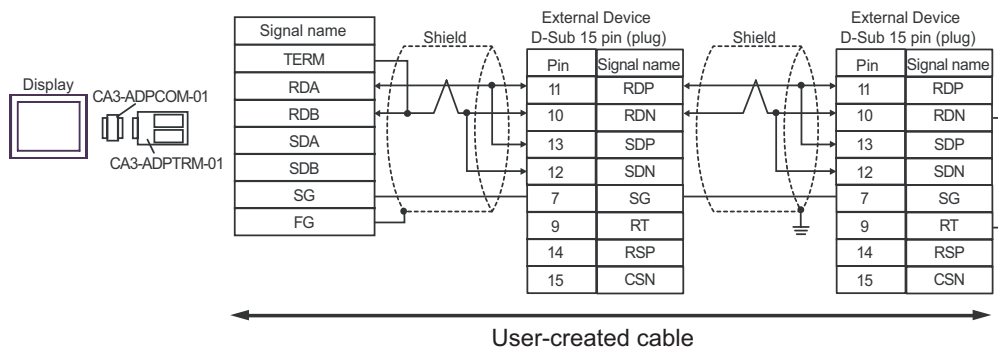 Display
CA3-ADPCOM-01
CA3-ADPTRM-01
Signal name
TERM
RDA
RDB
SDA
SDB
SG
FG
Shield
External Device
D-Sub 15 pin (plug)
Pin Signal name
11 RDP
10 RDN
13 SDP
12 SDN
7 SG
9 RT
14 RSP
15 CSN
Shield
External Device
D-Sub 15 pin (plug)
Pin Signal name
11 RDP
10 RDN
13 SDP
12 SDN
7 SG
9 RT
14 RSP
15 CSN
User-created cable